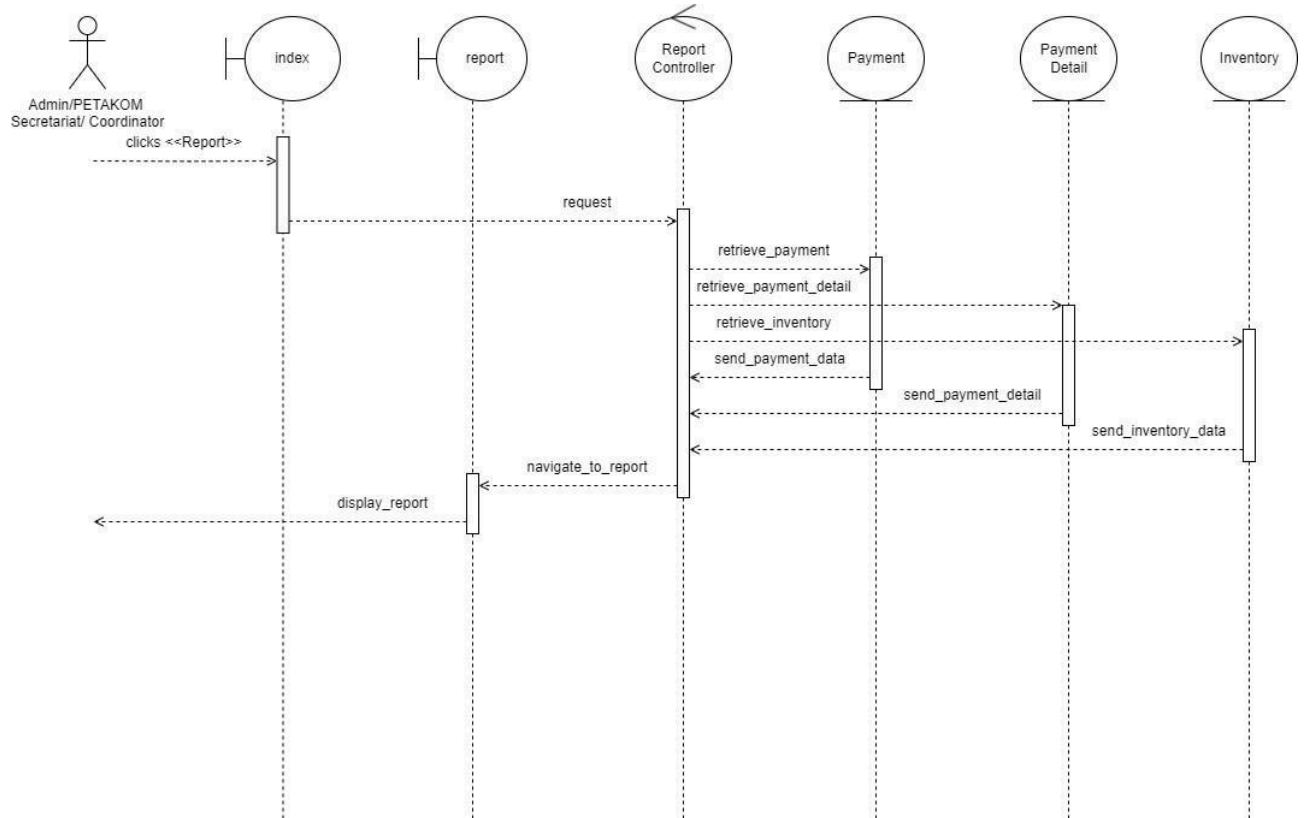 index
report
Report
Controller
Payment
Payment
Detail
Inventory
Admin/PETAKOM
Secretariat/ Coordinator
clicks <<Report>>
request
retrieve_payment
retrieve_payment_detail
retrieve_inventory
send_payment_data
send_payment_detail
send_inventory_data
navigate_to_report
display_report